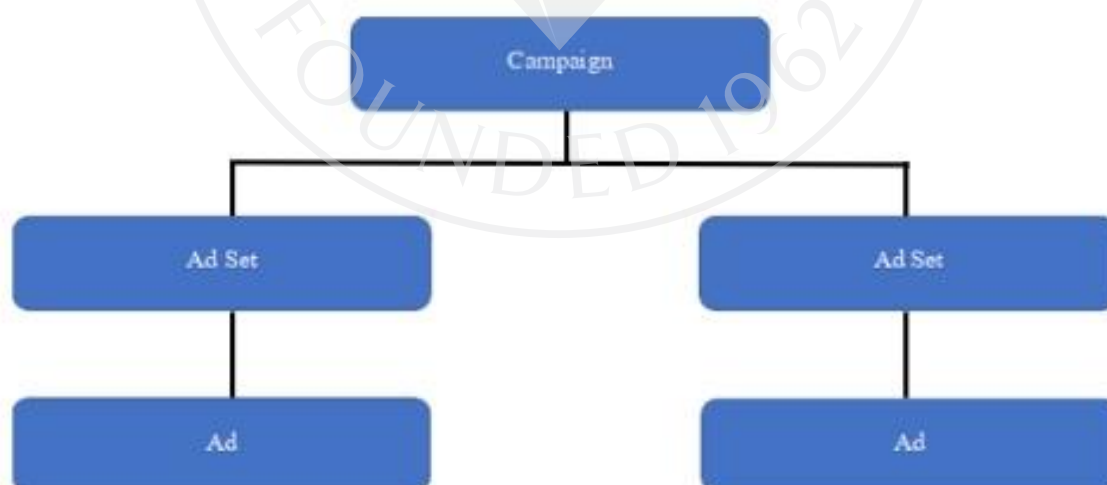 Campaign
FOUNDED 1962
Ad Set
Ad Set
Ad
Ad